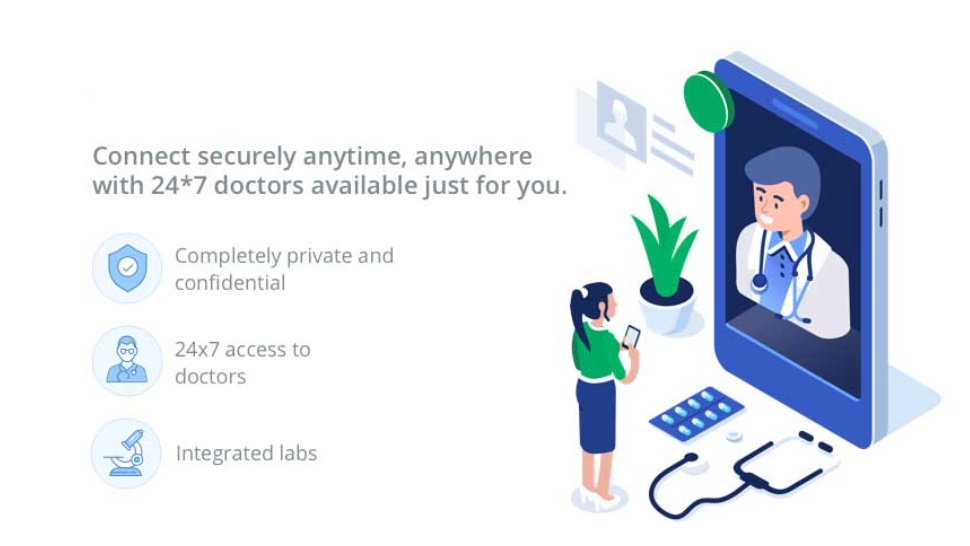 Connect securely anytime, anywhere
with 24*7 doctors available just for you.
Completely private and
confidential
24x7 access to
doctors
Integrated labs